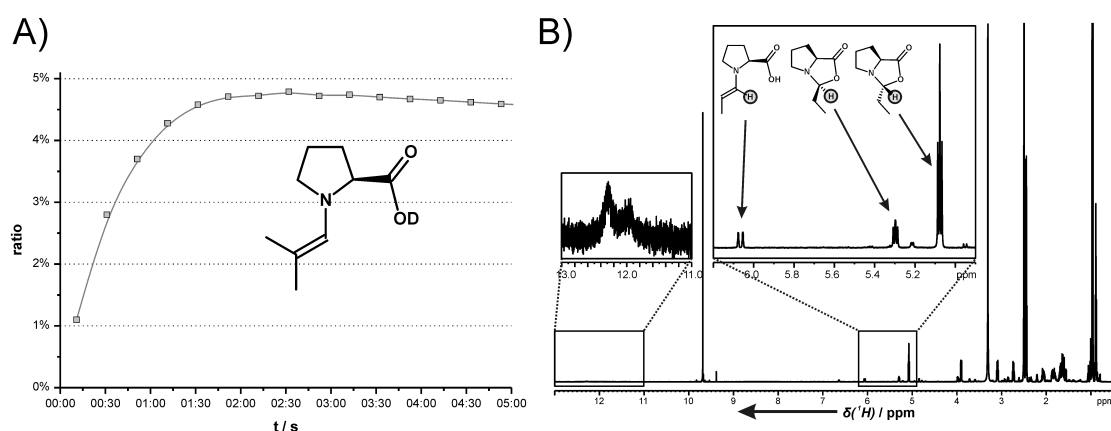 A)
5%
4%
3%
2%
1%
0%
ratio
00:00 00:30 01:00 01:30 02:00 02:30 03:00 03:30 04:00 04:30 05:00
t / s
N
O
OD
B)
N
O
OH
H
N
O
O
H
N
O
O
H
13.0 12.0 11.0
6.0 5.8 5.6 5.4 5.2 ppm
12 11 10 9 8 7 6 5 4 3 2 ppm
δ(¹H) / ppm